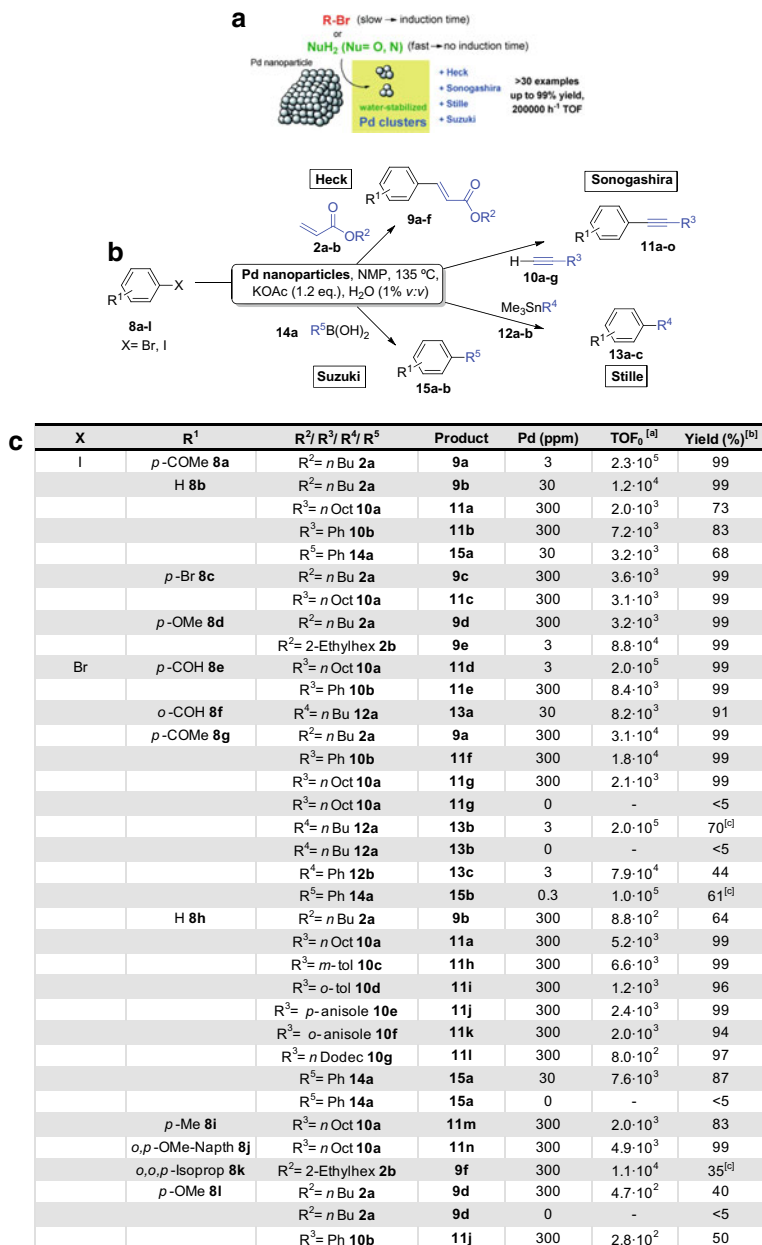 a
R-Br (slow → induction time)
or
NuH2 (Nu= O, N) (fast→no induction time)
Pd nanoparticle
water-stabilized
Pd clusters
+ Heck
+ Sonogashira
+ Stille
+ Suzuki
>30 examples
up to 99% yield,
200000 h-1 TOF
b
Heck
Sonogashira
R1
O
OR2
9a-f
O
OR2
2a-b
R1
R3
11a-o
H
R3
10a-g
R1
X
8a-l
X= Br, I
Pd nanoparticles, NMP, 135 ºC,
KOAc (1.2 eq.), H2O (1% v:v)
14a R5B(OH)2
Me3SnR4
12a-b
R1
R5
15a-b
Suzuki
R1
R4
13a-c
Stille
c
X R1 R2/ R3/ R4/ R5 Product Pd (ppm) TOF0 [a] Yield (%)[b]
I p-COMe 8a R2= n Bu 2a 9a 3 2.3·10^5 99
H 8b R2= n Bu 2a 9b 30 1.2·10^4 99
R3= n Oct 10a 11a 300 2.0·10^3 73
R3= Ph 10b 11b 300 7.2·10^3 83
R5= Ph 14a 15a 30 3.2·10^3 68
p-Br 8c R2= n Bu 2a 9c 300 3.6·10^3 99
R3= n Oct 10a 11c 300 3.1·10^3 99
p-OMe 8d R2= n Bu 2a 9d 300 3.2·10^3 99
R2= 2-Ethylhex 2b 9e 3 8.8·10^4 99
Br p-COH 8e R3= n Oct 10a 11d 3 2.0·10^5 99
R3= Ph 10b 11e 300 8.4·10^3 99
o-COH 8f R4= n Bu 12a 13a 30 8.2·10^3 91
p-COMe 8g R2= n Bu 2a 9a 300 3.1·10^4 99
R3= Ph 10b 11f 300 1.8·10^4 99
R3= n Oct 10a 11g 300 2.1·10^3 99
R3= n Oct 10a 11g 0 - <5
R4= n Bu 12a 13b 3 2.0·10^5 70[c]
R4= n Bu 12a 13b 0 - <5
R4= Ph 12b 13c 3 7.9·10^4 44
R5= Ph 14a 15b 0.3 1.0·10^5 61[c]
H 8h R2= n Bu 2a 9b 300 8.8·10^2 64
R3= n Oct 10a 11a 300 5.2·10^3 99
R3= m-tol 10c 11h 300 6.6·10^3 99
R3= o-tol 10d 11i 300 1.2·10^3 96
R3= p-anisole 10e 11j 300 2.4·10^3 99
R3= o-anisole 10f 11k 300 2.0·10^3 94
R3= n Dodec 10g 11l 300 8.0·10^2 97
R5= Ph 14a 15a 30 7.6·10^3 87
R5= Ph 14a 15a 0 - <5
p-Me 8i R3= n Oct 10a 11m 300 2.0·10^3 83
o,p-OMe-Napth 8j R3= n Oct 10a 11n 300 4.9·10^3 99
o,o,p-Isoprop 8k R2= 2-Ethylhex 2b 9f 300 1.1·10^4 35[c]
p-OMe 8l R2= n Bu 2a 9d 300 4.7·10^2 40
R2= n Bu 2a 9d 0 - <5
R3= Ph 10b 11j 300 2.8·10^2 50